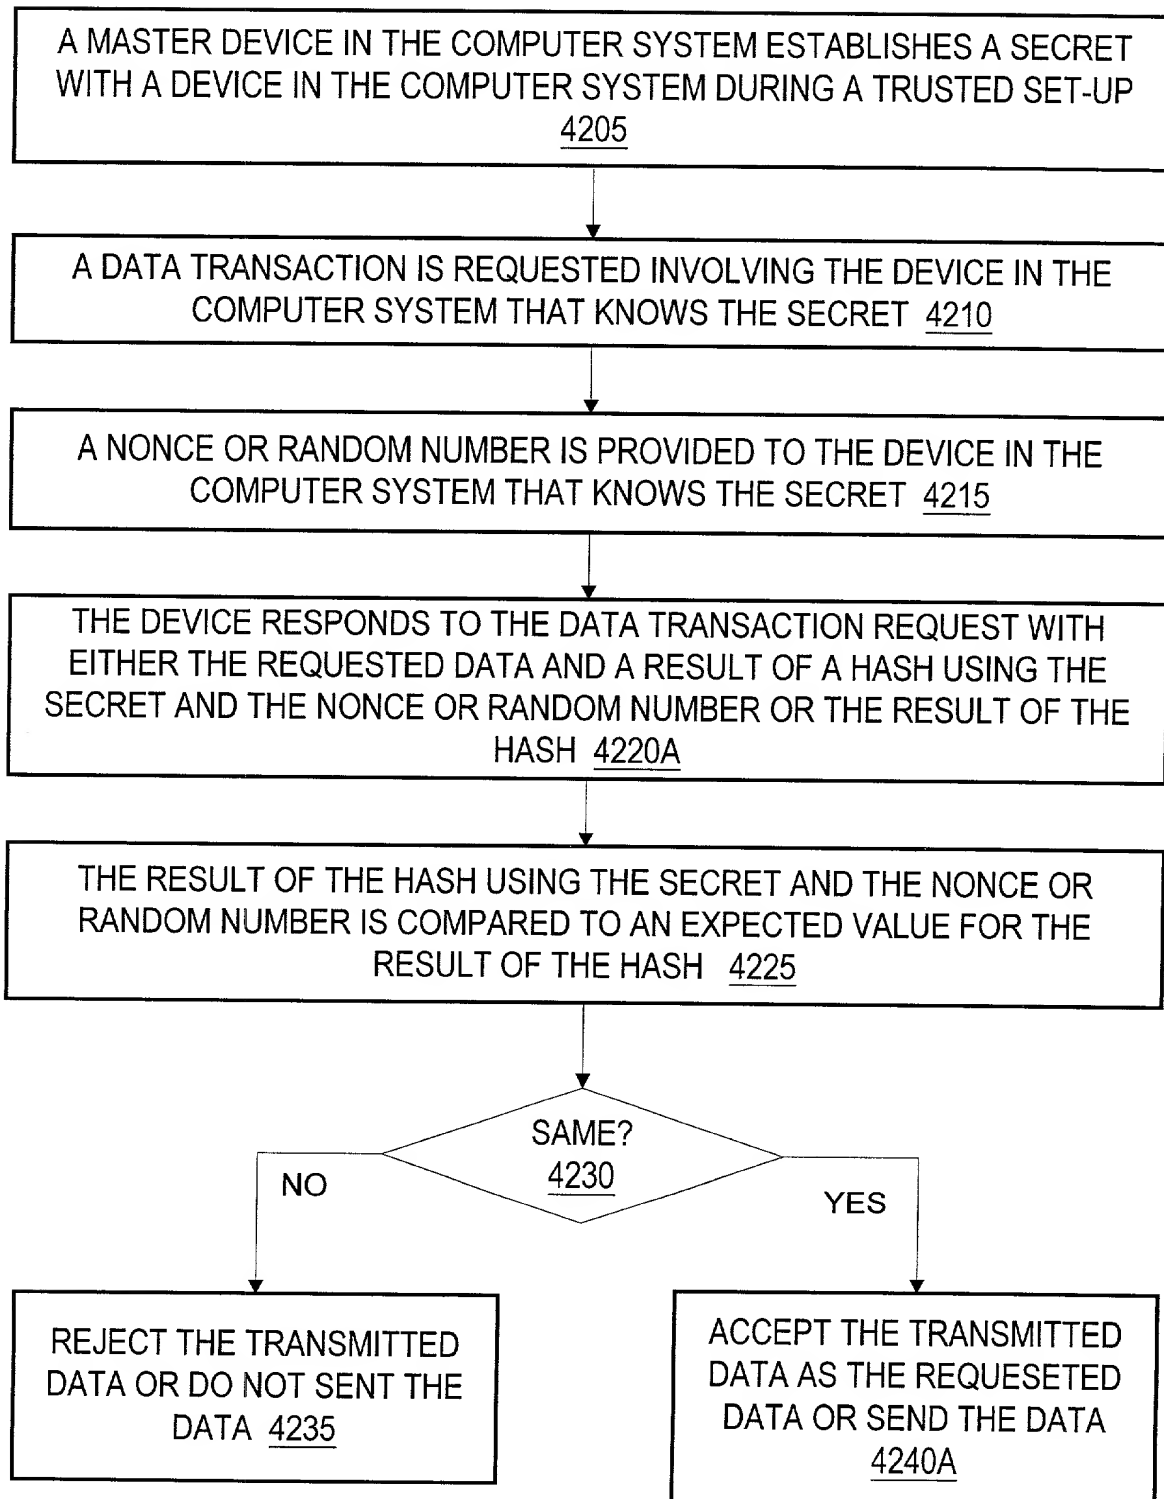 A MASTER DEVICE IN THE COMPUTER SYSTEM ESTABLISHES A SECRET
WITH A DEVICE IN THE COMPUTER SYSTEM DURING A TRUSTED SET-UP
4205
A DATA TRANSACTION IS REQUESTED INVOLVING THE DEVICE IN THE
COMPUTER SYSTEM THAT KNOWS THE SECRET 4210
A NONCE OR RANDOM NUMBER IS PROVIDED TO THE DEVICE IN THE
COMPUTER SYSTEM THAT KNOWS THE SECRET 4215
THE DEVICE RESPONDS TO THE DATA TRANSACTION REQUEST WITH
EITHER THE REQUESTED DATA AND A RESULT OF A HASH USING THE
SECRET AND THE NONCE OR RANDOM NUMBER OR THE RESULT OF THE
HASH 4220A
THE RESULT OF THE HASH USING THE SECRET AND THE NONCE OR
RANDOM NUMBER IS COMPARED TO AN EXPECTED VALUE FOR THE
RESULT OF THE HASH 4225
SAME?
4230
NO
YES
REJECT THE TRANSMITTED
DATA OR DO NOT SENT THE
DATA 4235
ACCEPT THE TRANSMITTED
DATA AS THE REQUESETED
DATA OR SEND THE DATA
4240A